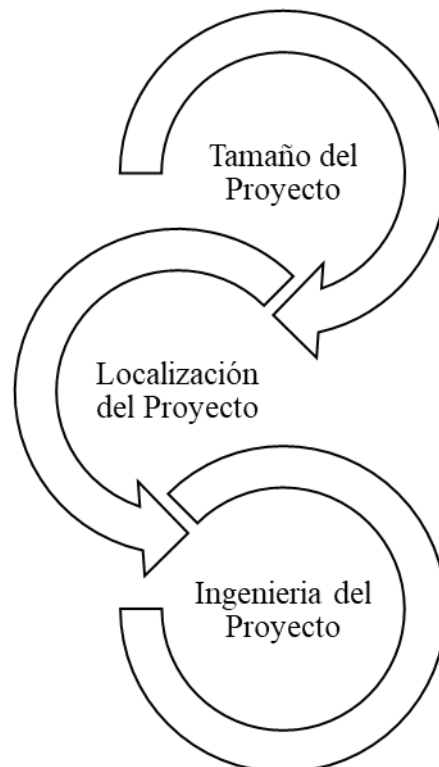 Tamaño del
Proyecto
Localización
del Proyecto
Ingenieria del
Proyecto